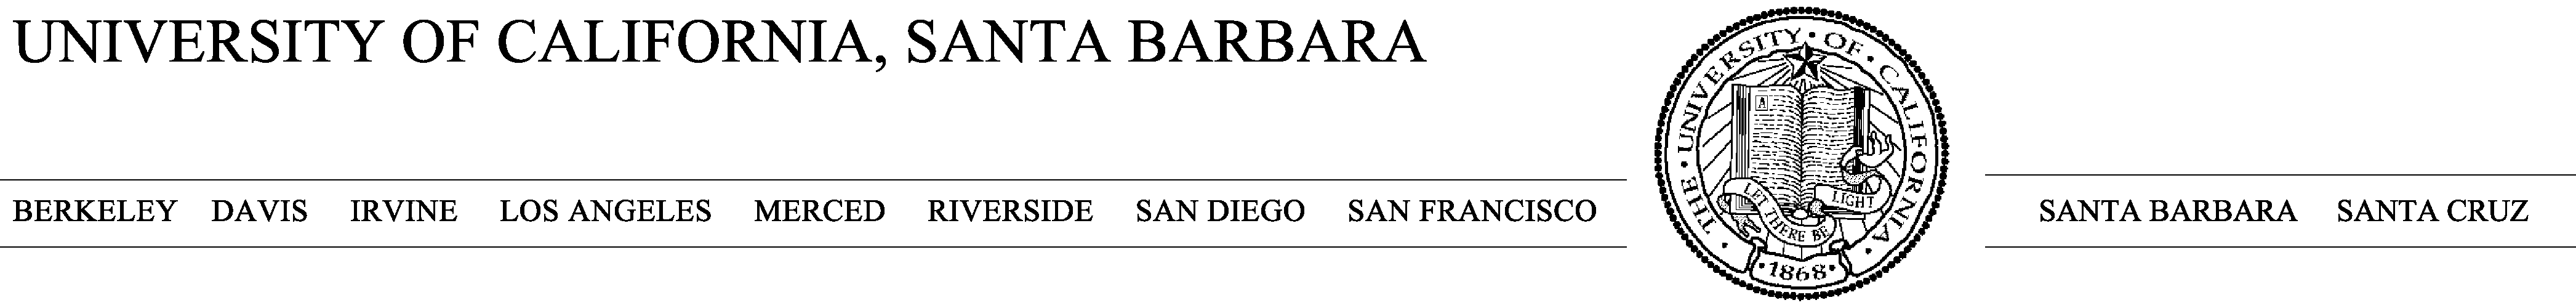 UNIVERSITY OF CALIFORNIA, SANTA BARBARA
THE • UNIVERSITY • OF • CALIFORNIA •
A
LET THERE BE LIGHT
•1868•
BERKELEY DAVIS IRVINE LOS ANGELES MERCED RIVERSIDE SAN DIEGO SAN FRANCISCO SANTA BARBARA SANTA CRUZ